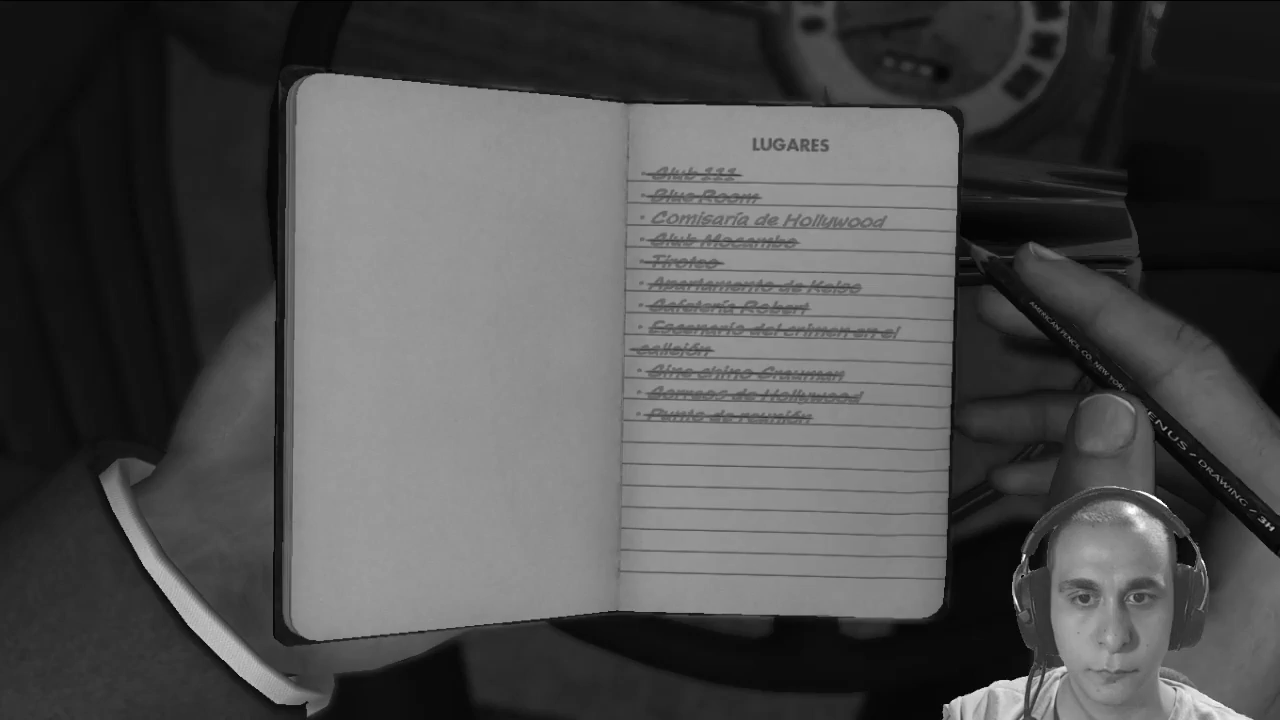 LUGARES
· Club 111
· Blue Room
· Comisaría de Hollywood
· Club Mocambo
· Tiroteo
· Apartamento de Kelso
· Cafetería Robert
· Escenario del crimen en el
callejón
· Cine chino Grauman
· Correos de Hollywood
· Punto de reunión
AMERICAN PENCIL CO. NEW YORK
VENUS / DRAWING / 3H